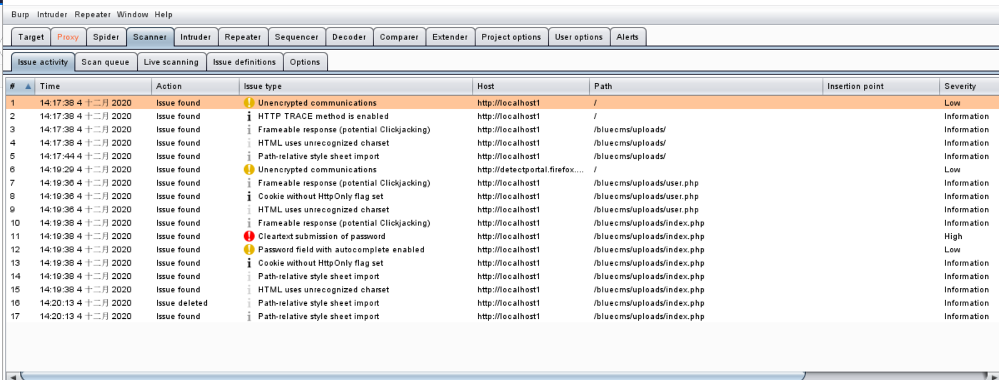 Burp Intruder Repeater Window Help
Target Proxy Spider Scanner Intruder Repeater Sequencer Decoder Comparer Extender Project options User options Alerts
Issue activity Scan queue Live scanning Issue definitions Options
# Time Action Issue type Host Path Insertion point Severity
1 14:17:38 4 十二月 2020 Issue found Unencrypted communications http://localhost1 / Low
2 14:17:38 4 十二月 2020 Issue found HTTP TRACE method is enabled http://localhost1 / Information
3 14:17:38 4 十二月 2020 Issue found Frameable response (potential Clickjacking) http://localhost1 /bluecms/uploads/ Information
4 14:17:38 4 十二月 2020 Issue found HTML uses unrecognized charset http://localhost1 /bluecms/uploads/ Information
5 14:17:44 4 十二月 2020 Issue found Path-relative style sheet import http://localhost1 /bluecms/uploads/ Information
6 14:19:29 4 十二月 2020 Issue found Unencrypted communications http://detectportal.firefox.... / Low
7 14:19:36 4 十二月 2020 Issue found Frameable response (potential Clickjacking) http://localhost1 /bluecms/uploads/user.php Information
8 14:19:36 4 十二月 2020 Issue found Cookie without HttpOnly flag set http://localhost1 /bluecms/uploads/user.php Information
9 14:19:36 4 十二月 2020 Issue found HTML uses unrecognized charset http://localhost1 /bluecms/uploads/user.php Information
10 14:19:38 4 十二月 2020 Issue found Frameable response (potential Clickjacking) http://localhost1 /bluecms/uploads/index.php Information
11 14:19:38 4 十二月 2020 Issue found Cleartext submission of password http://localhost1 /bluecms/uploads/index.php High
12 14:19:38 4 十二月 2020 Issue found Password field with autocomplete enabled http://localhost1 /bluecms/uploads/index.php Low
13 14:19:38 4 十二月 2020 Issue found Cookie without HttpOnly flag set http://localhost1 /bluecms/uploads/index.php Information
14 14:19:38 4 十二月 2020 Issue found Path-relative style sheet import http://localhost1 /bluecms/uploads/index.php Information
15 14:19:38 4 十二月 2020 Issue found HTML uses unrecognized charset http://localhost1 /bluecms/uploads/index.php Information
16 14:20:13 4 十二月 2020 Issue deleted Path-relative style sheet import http://localhost1 /bluecms/uploads/index.php Information
17 14:20:13 4 十二月 2020 Issue found Path-relative style sheet import http://localhost1 /bluecms/uploads/index.php Information